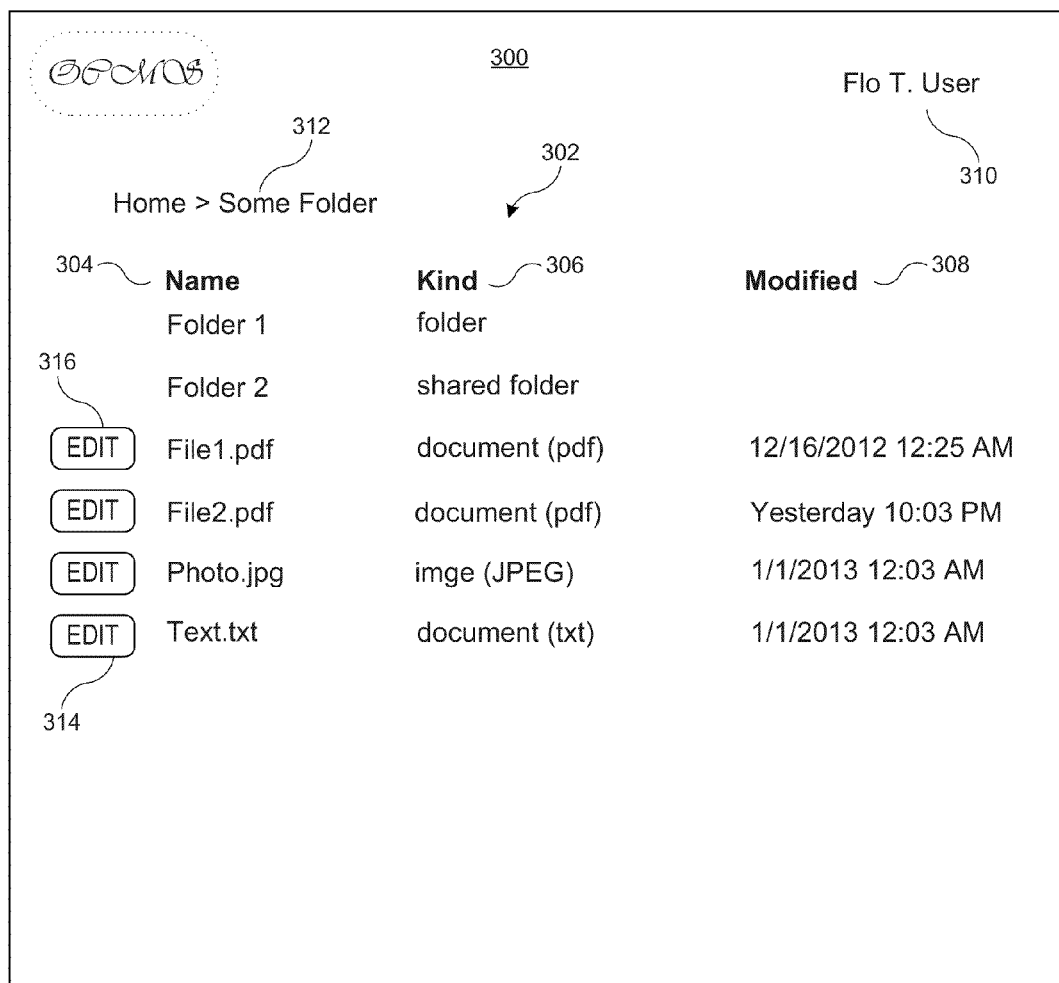 OCMS
300
Flo T. User
312
302
310
Home > Some Folder
304 Name Kind 306 Modified 308
Folder 1 folder
316
Folder 2 shared folder
EDIT File1.pdf document (pdf) 12/16/2012 12:25 AM
EDIT File2.pdf document (pdf) Yesterday 10:03 PM
EDIT Photo.jpg imge (JPEG) 1/1/2013 12:03 AM
EDIT Text.txt document (txt) 1/1/2013 12:03 AM
314